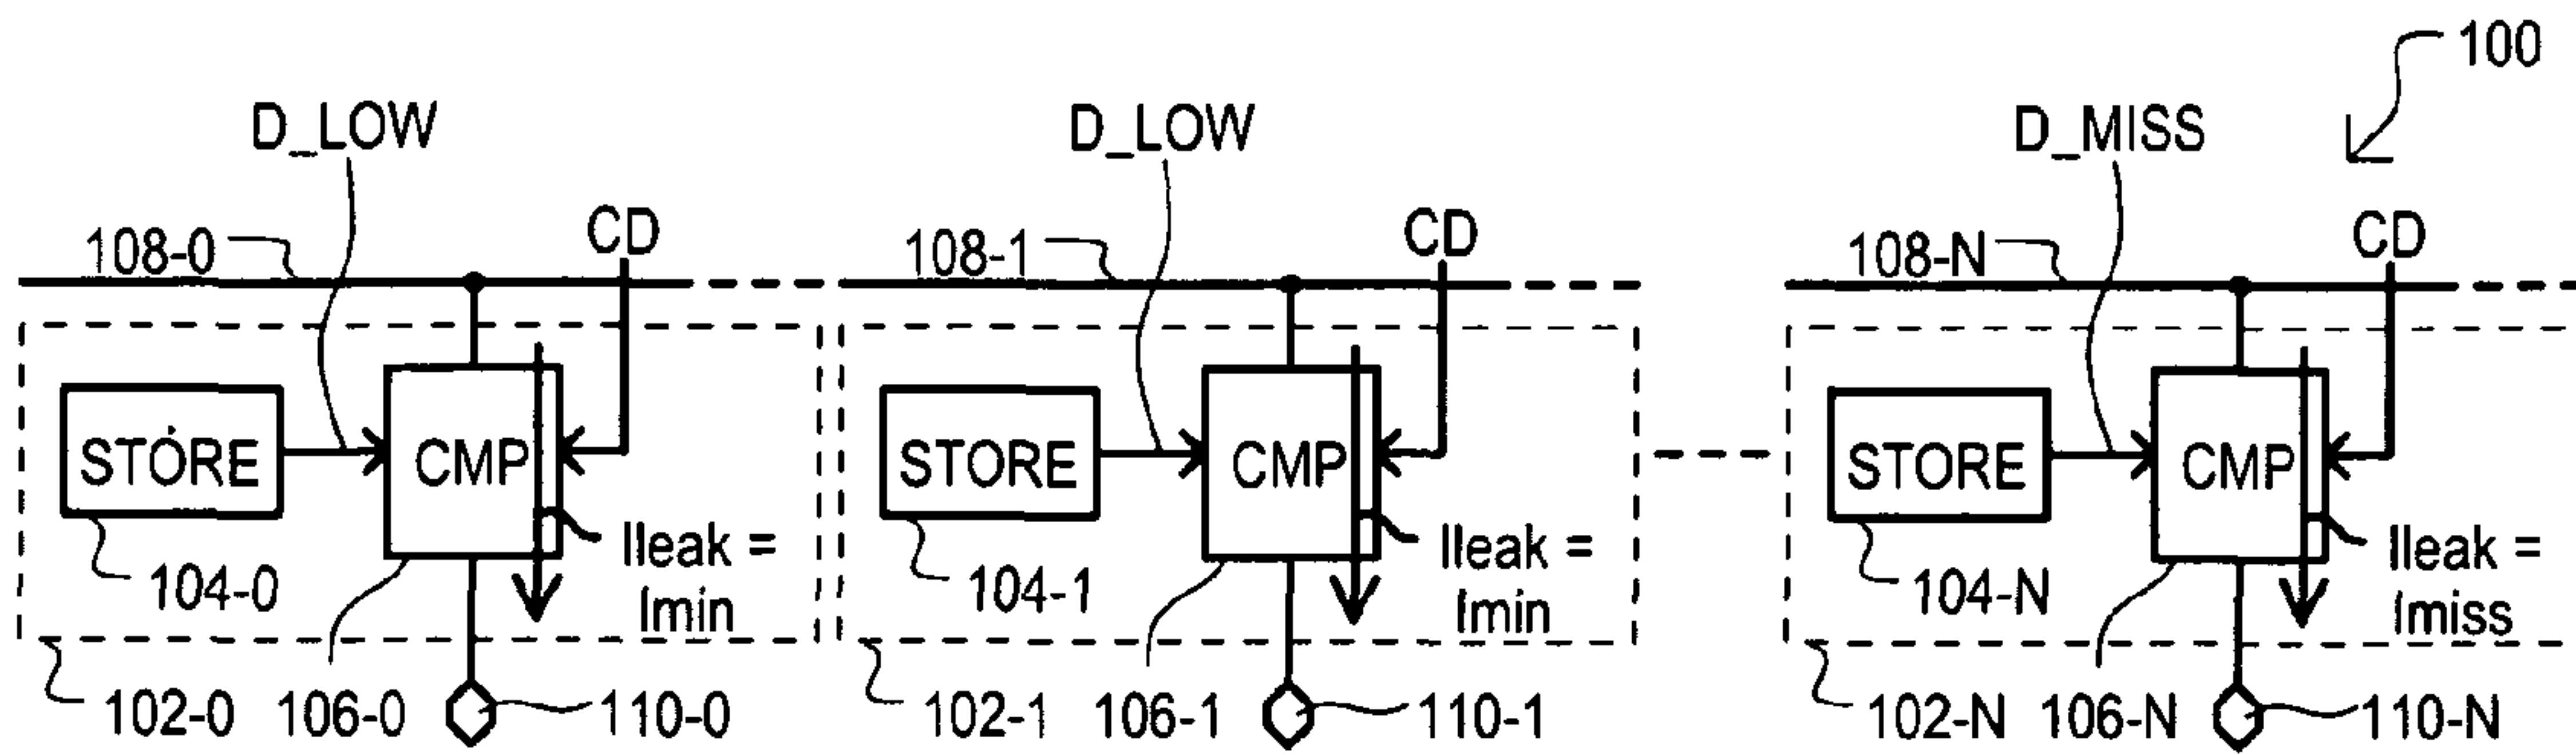 100
D_LOW D_LOW D_MISS
108-0 CD 108-1 CD 108-N CD
STORE CMP STORE CMP STORE CMP
Ileak = Ileak = Ileak =
104-0 Imin 104-1 Imin 104-N Imiss
102-0 106-0 110-0 102-1 106-1 110-1 102-N 106-N 110-N